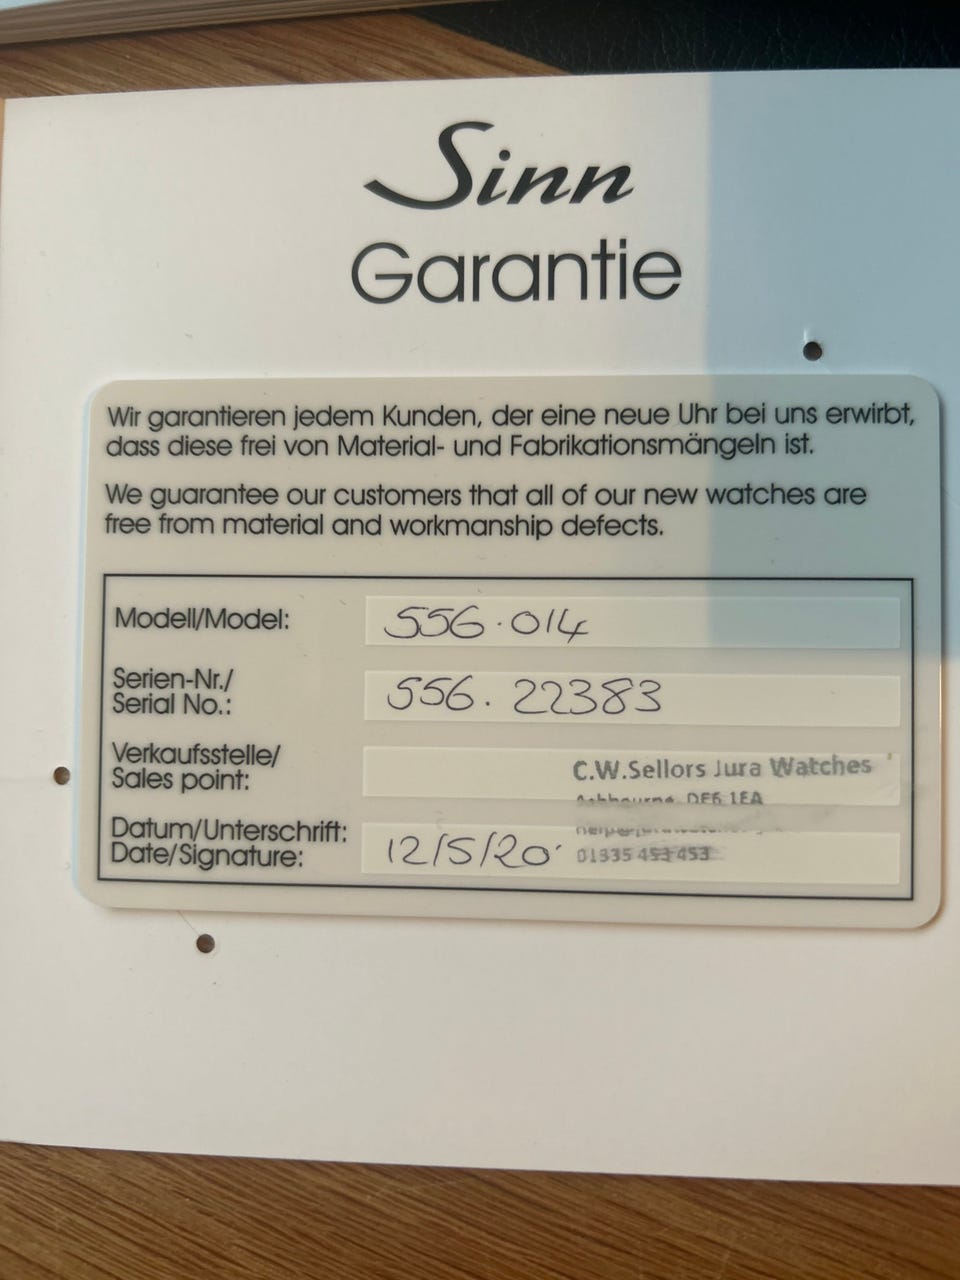 Sinn
Garantie
Wir garantieren jedem Kunden, der eine neue Uhr bei uns erwirbt,
dass diese frei von Material- und Fabrikationsmängeln ist.
We guarantee our customers that all of our new watches are
free from material and workmanship defects.
Modell/Model: 556.014
Serien-Nr./
Serial No.: 556. 22383
Verkaufsstelle/
Sales point: C.W.Sellors Jura Watches
Ashbourne, DE6 1EA
Datum/Unterschrift:
Date/Signature: 12/5/20
01335 453 453